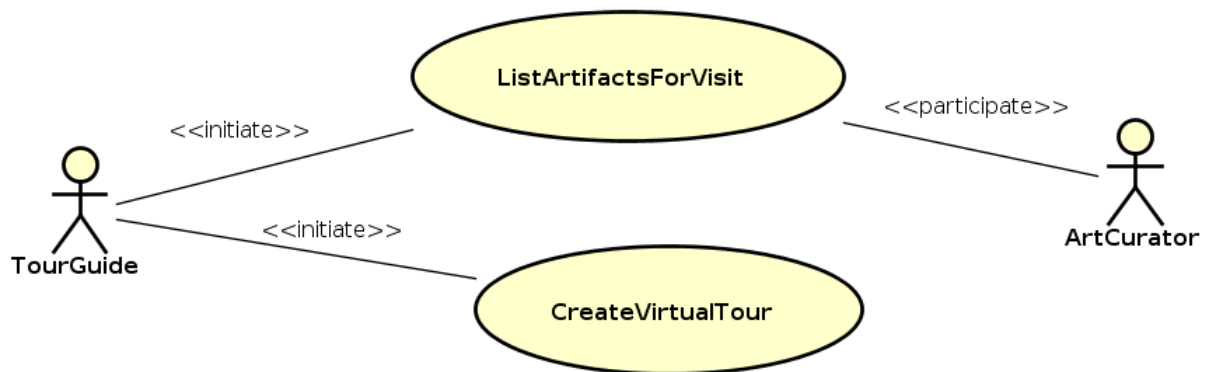 ListArtifactsForVisit
<<participate>>
<<initiate>>
<<initiate>>
ArtCurator
TourGuide
CreateVirtualTour